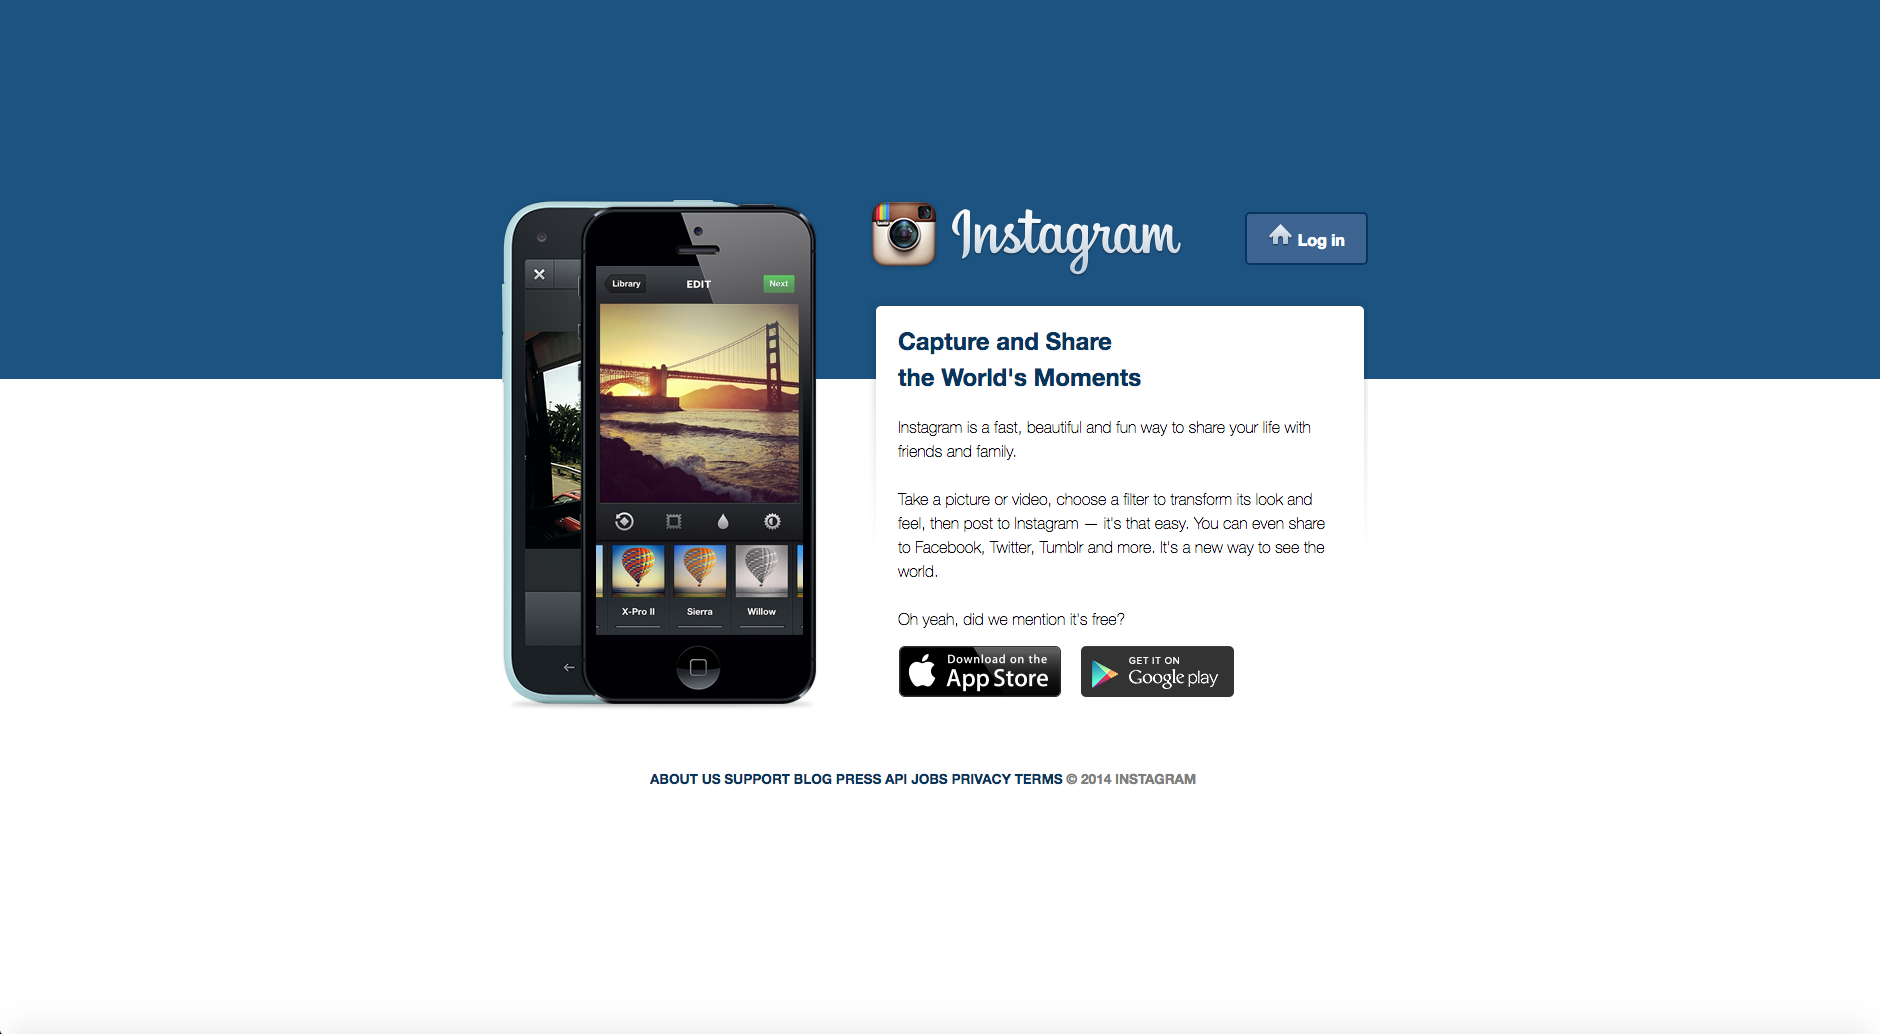 Instagram
Log in
Library
EDIT
Next
X-Pro II
Sierra
Willow
Capture and Share
the World's Moments
Instagram is a fast, beautiful and fun way to share your life with
friends and family.
Take a picture or video, choose a filter to transform its look and
feel, then post to Instagram — it's that easy. You can even share
to Facebook, Twitter, Tumblr and more. It's a new way to see the
world.
Oh yeah, did we mention it's free?
Download on the
App Store
GET IT ON
Google play
ABOUT US SUPPORT BLOG PRESS API JOBS PRIVACY TERMS © 2014 INSTAGRAM